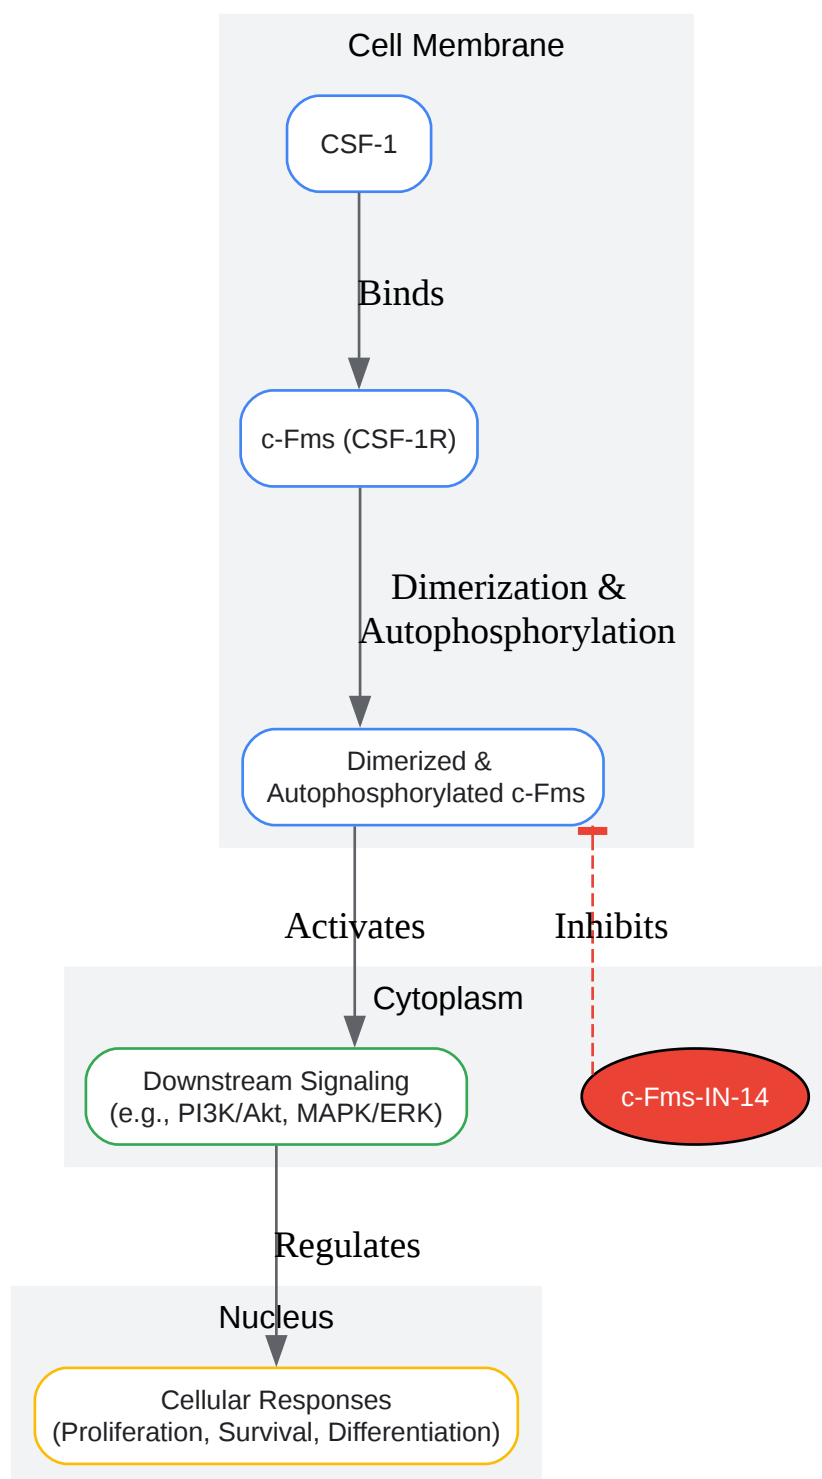 Cell Membrane
CSF-1
Binds
c-Fms (CSF-1R)
Dimerization &
Autophosphorylation
Dimerized &
Autophosphorylated c-Fms
Activates
Inhibits
Cytoplasm
Downstream Signaling
(e.g., PI3K/Akt, MAPK/ERK)
c-Fms-IN-14
Regulates
Nucleus
Cellular Responses
(Proliferation, Survival, Differentiation)